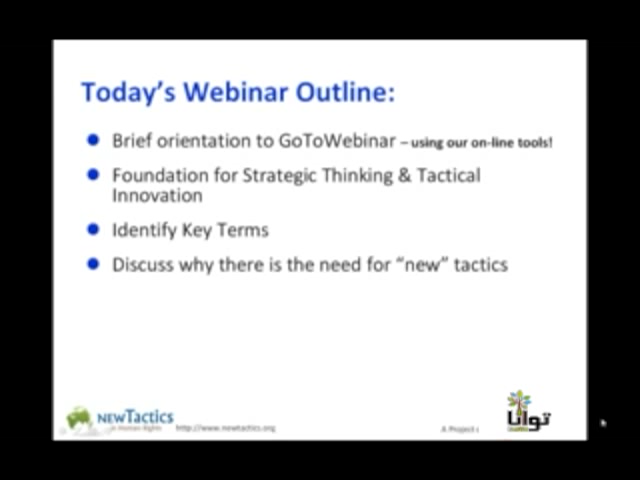 Today's Webinar Outline:
Brief orientation to GoToWebinar – using our on-line tools!
Foundation for Strategic Thinking & Tactical
Innovation
Identify Key Terms
Discuss why there is the need for “new” tactics
NEWTACTICS
in Human Rights
http://www.newtactics.org
A Project
توانا